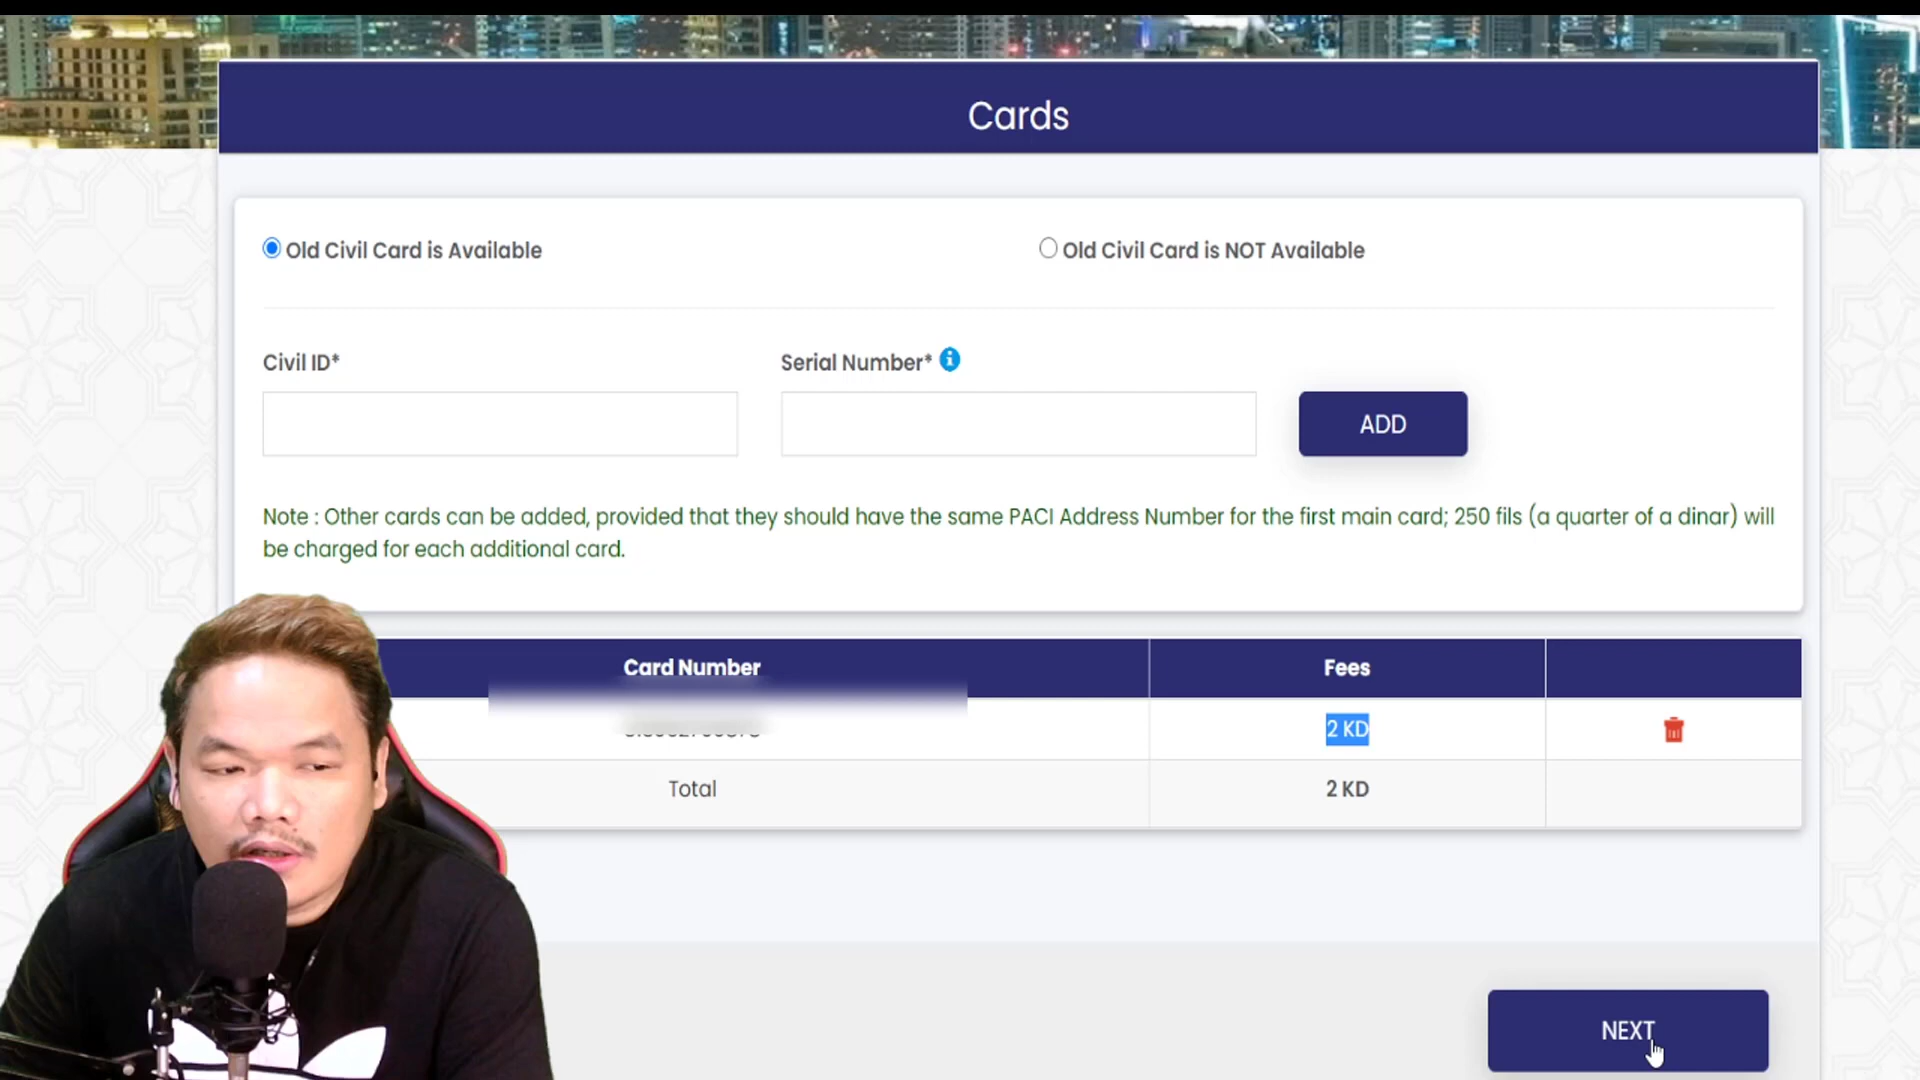 Cards
Old Civil Card is Available
Old Civil Card is NOT Available
Civil ID*
Serial Number*
ADD
Note : Other cards can be added, provided that they should have the same PACI Address Number for the first main card; 250 fils (a quarter of a dinar) will
be charged for each additional card.
Card Number
Fees
2 KD
Total
2 KD
NEXT